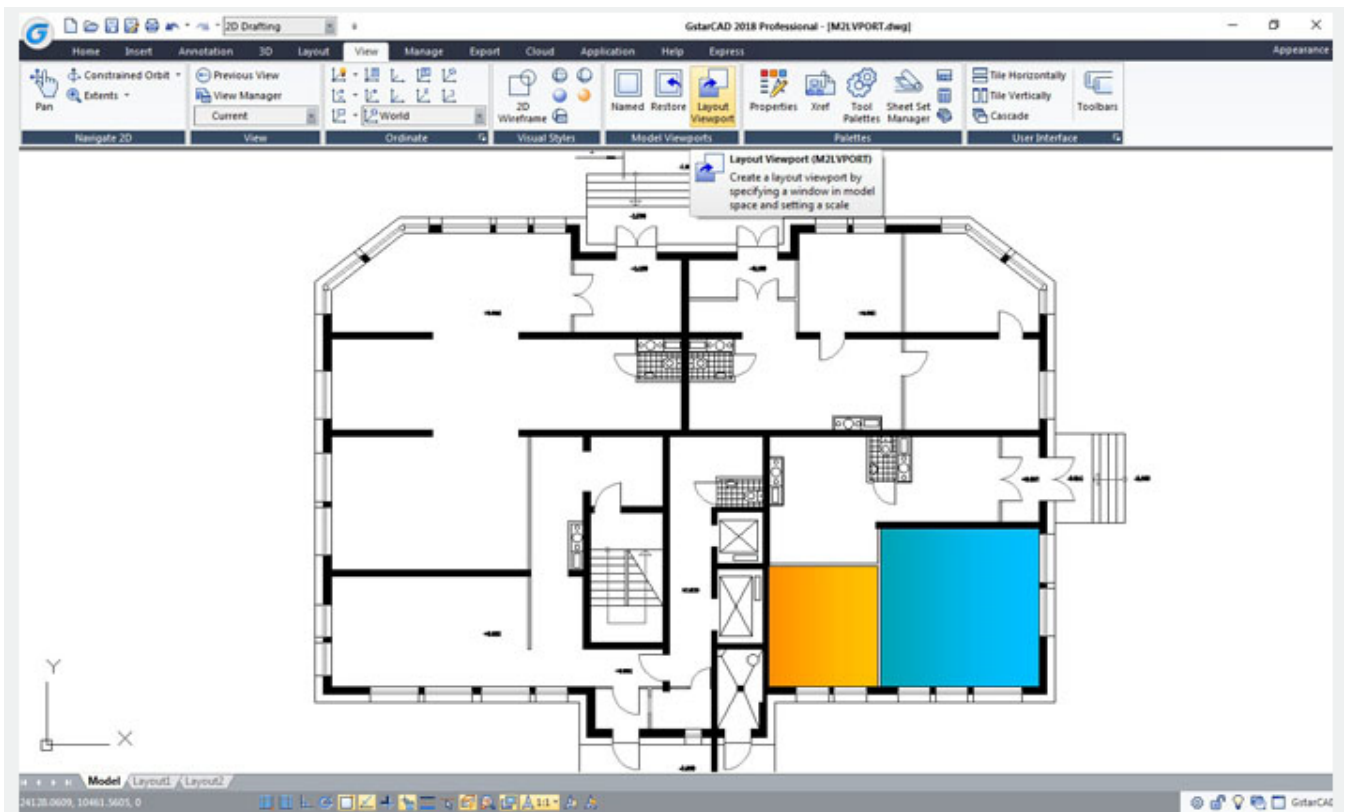 2D Drafting
GstarCAD 2018 Professional - [M2LVPORT.dwg]
Home Insert Annotation 3D Layout View Manage Export Cloud Application Help Express Appearance
Pan
Constrained Orbit
Extents
Navigate 2D
Previous View
View Manager
Current
View
World
Ordinate
2D
Wireframe
Visual Styles
Named Restore Layout
Viewport
Model Viewports
Properties Xref Tool
Palettes Sheet Set
Manager
Palettes
Tile Horizontally
Tile Vertically
Cascade
Toolbars
User Interface
Layout Viewport (M2LVPORT)
Create a layout viewport by
specifying a window in model
space and setting a scale
Y
X
Model Layout1 Layout2
24128.0609, 10461.5605, 0
1:1
GstarCAD